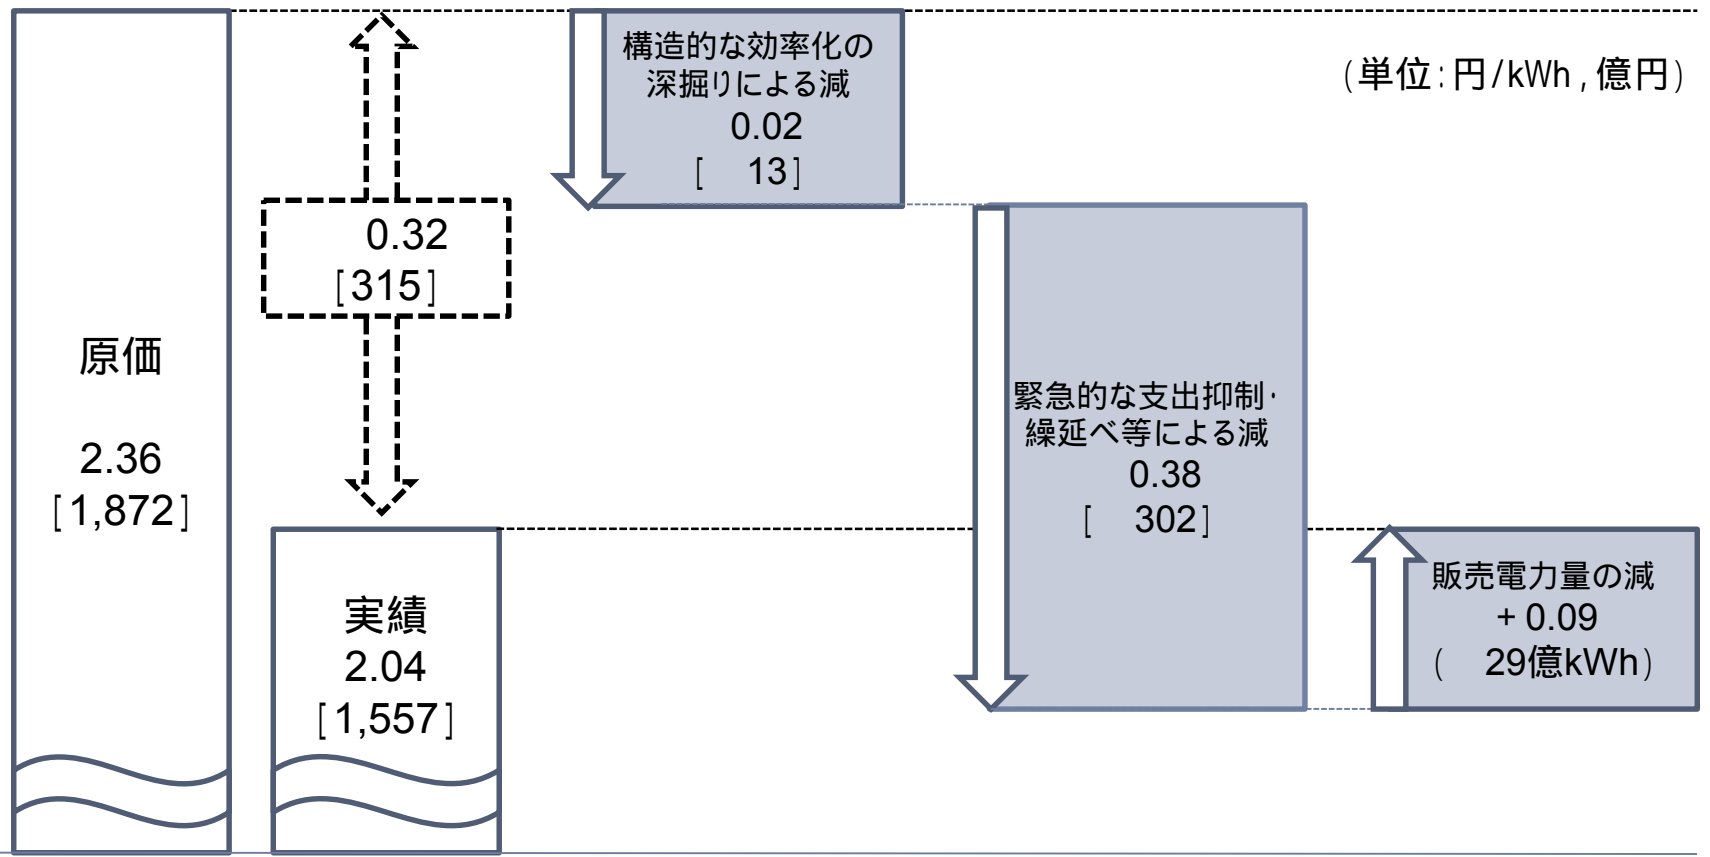 (単位:円/kWh,億円)
構造的な効率化の
深掘りによる減
0.02
[ 13]
0.32
[315]
原価
2.36
[1,872]
緊急的な支出抑制・
繰延べ等による減
0.38
[ 302]
実績
2.04
[1,557]
販売電力量の減
+0.09
( 29億kWh)